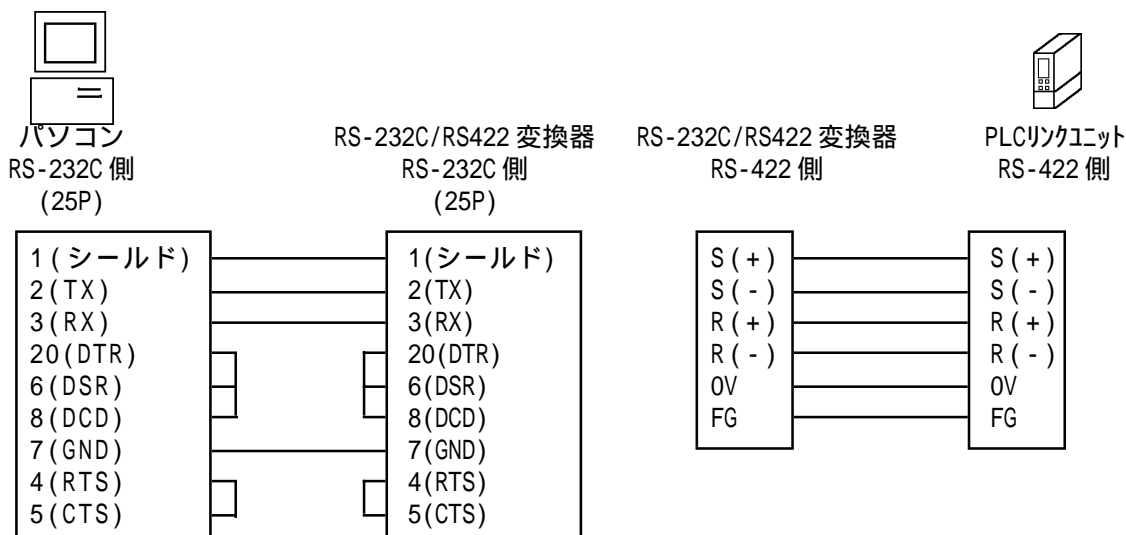 パソコン
RS-232C 側
(25P)
RS-232C/RS422 変換器
RS-232C 側
(25P)
RS-232C/RS422 変換器
RS-422 側
PLCリンクユニット
RS-422 側
1(シールド)
2(TX)
3(RX)
20(DTR)
6(DSR)
8(DCD)
7(GND)
4(RTS)
5(CTS)
1(シールド)
2(TX)
3(RX)
20(DTR)
6(DSR)
8(DCD)
7(GND)
4(RTS)
5(CTS)
S(+)
S(-)
R(+)
R(-)
0V
FG
S(+)
S(-)
R(+)
R(-)
0V
FG